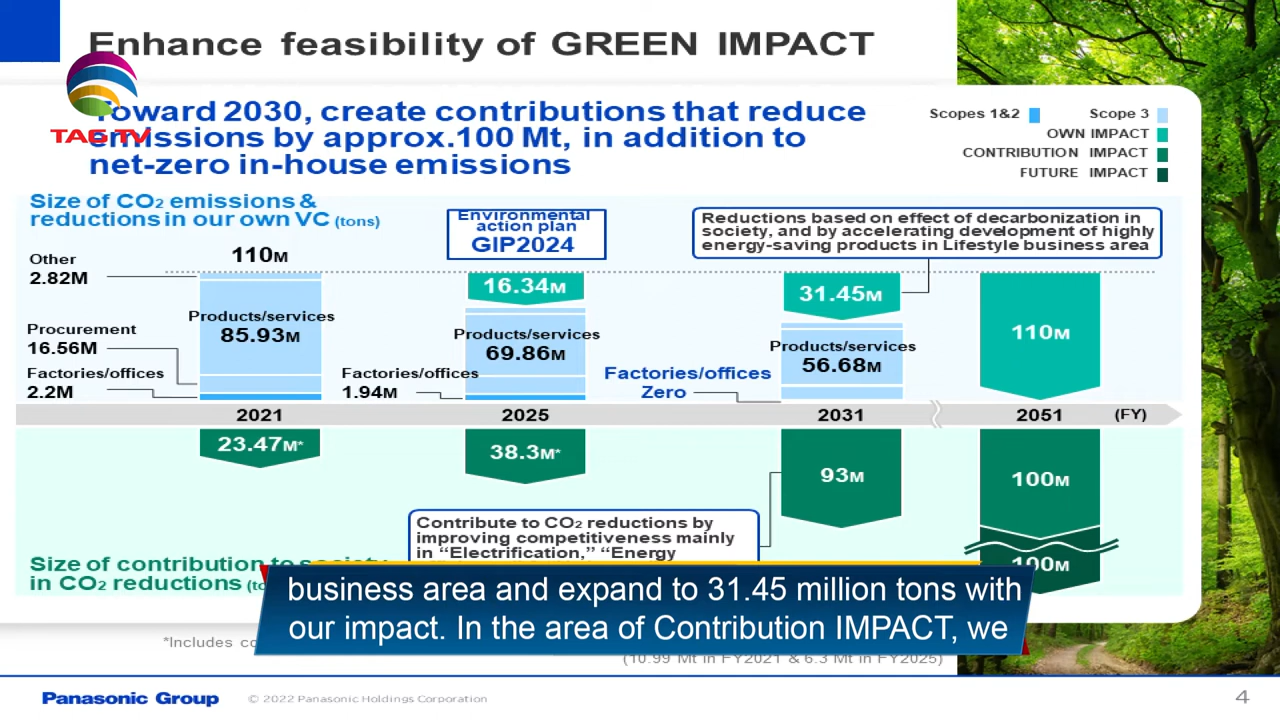 Enhance feasibility of GREEN IMPACT
TAG TV
Toward 2030, create contributions that reduce
emissions by approx.100 Mt, in addition to
net-zero in-house emissions
Scopes 1&2
Scope 3
OWN IMPACT
CONTRIBUTION IMPACT
FUTURE IMPACT
Size of CO2 emissions &
reductions in our own VC (tons)
Environmental
action plan
GIP2024
Reductions based on effect of decarbonization in
society, and by accelerating development of highly
energy-saving products in Lifestyle business area
Other
2.82M
110M
16.34M
31.45M
110M
Products/services
85.93M
Products/services
69.86M
Products/services
56.68M
Procurement
16.56M
Factories/offices
2.2M
Factories/offices
1.94M
Factories/offices
Zero
2021
2025
2031
2051
(FY)
23.47M*
38.3M*
93M
100M
100M
Contribute to CO2 reductions by
improving competitiveness mainly
in “Electrification,” “Energy
Size of contribution to society
in CO2 reductions
business area and expand to 31.45 million tons with
our impact. In the area of Contribution IMPACT, we
*Includes
(10.99 Mt in FY2021 & 6.3 Mt in FY2025)
Panasonic Group
© 2022 Panasonic Holdings Corporation
4